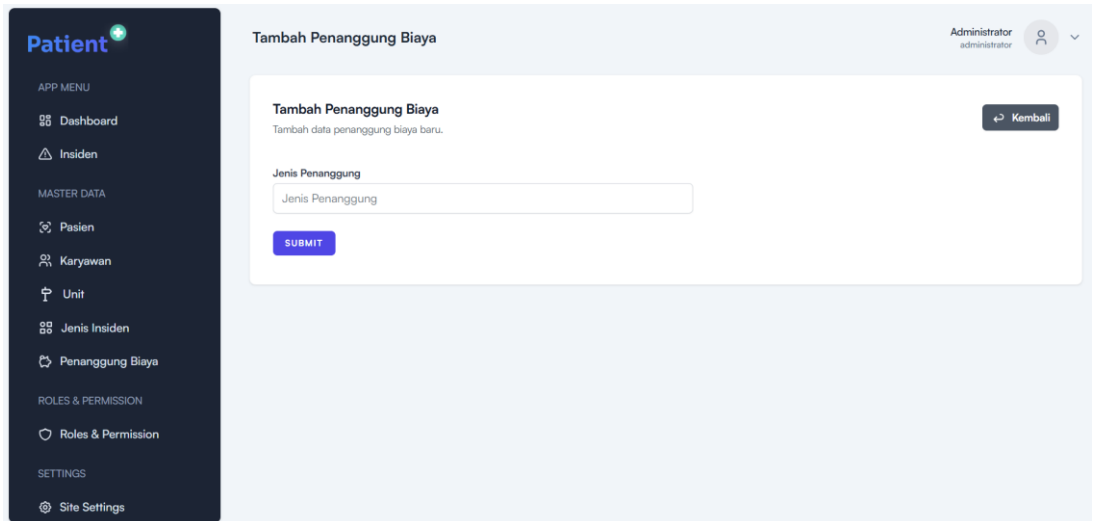 Patient
APP MENU
Dashboard
Insiden
MASTER DATA
Pasien
Karyawan
Unit
Jenis Insiden
Penanggung Biaya
ROLES & PERMISSION
Roles & Permission
SETTINGS
Site Settings
Tambah Penanggung Biaya
Administrator
administrator
Tambah Penanggung Biaya
Tambah data penanggung biaya baru.
Kembali
Jenis Penanggung
Jenis Penanggung
SUBMIT